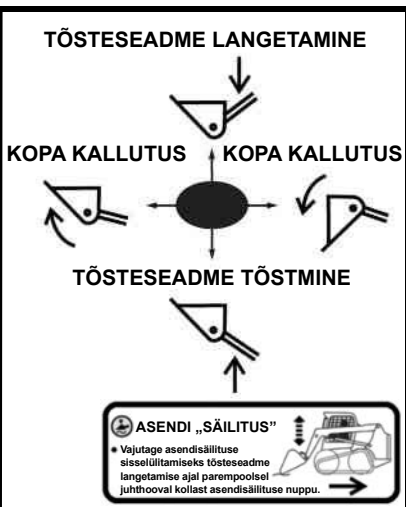 TÕSTESEADME LANGETAMINE
KOPA KALLUTUS KOPA KALLUTUS
TÕSTESEADME TÕSTMINE
ASENDI „SÄILITUS”
• Vajutage asendisäilituse
sisselülitamiseks tõsteseadme
langetamise ajal parempoolsel
juhthooval kollast asendisäilituse nuppu.